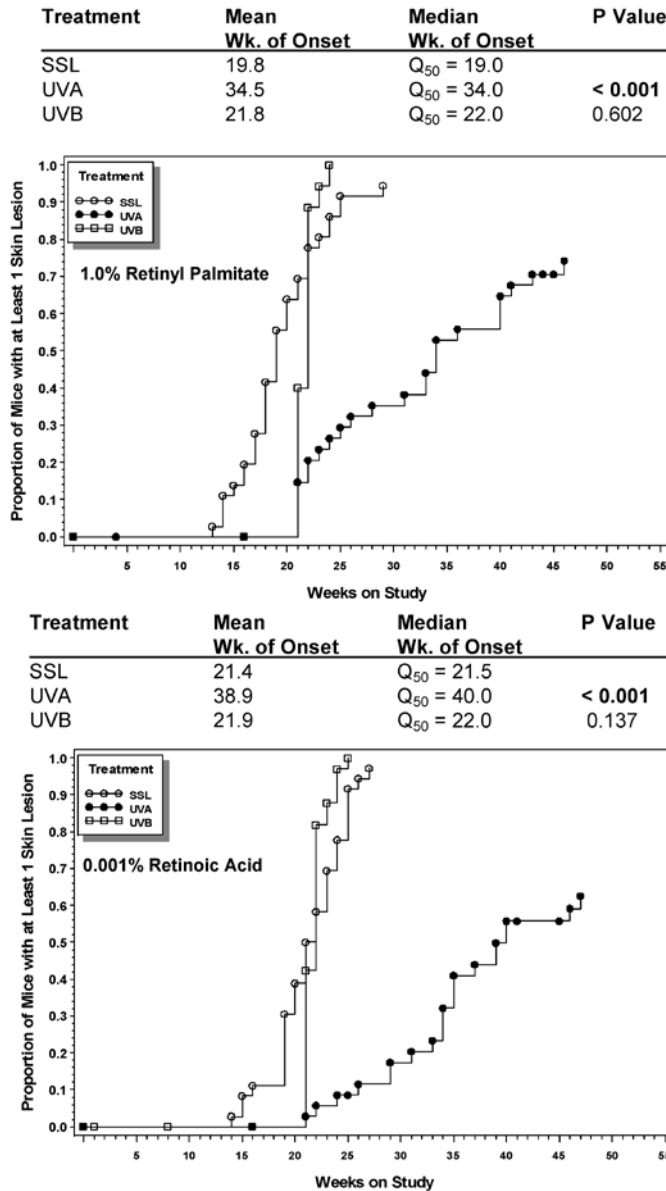 Treatment Mean Median P Value
Wk. of Onset Wk. of Onset
SSL 19.8 Q50 = 19.0
UVA 34.5 Q50 = 34.0 < 0.001
UVB 21.8 Q50 = 22.0 0.602
Treatment
SSL
UVA
UVB
1.0% Retinyl Palmitate
Proportion of Mice with at Least 1 Skin Lesion
1.0
0.9
0.8
0.7
0.6
0.5
0.4
0.3
0.2
0.1
0.0
5 10 15 20 25 30 35 40 45 50 55
Weeks on Study
Treatment Mean Median P Value
Wk. of Onset Wk. of Onset
SSL 21.4 Q50 = 21.5
UVA 38.9 Q50 = 40.0 < 0.001
UVB 21.9 Q50 = 22.0 0.137
Treatment
SSL
UVA
UVB
0.001% Retinoic Acid
Proportion of Mice with at Least 1 Skin Lesion
1.0
0.9
0.8
0.7
0.6
0.5
0.4
0.3
0.2
0.1
0.0
5 10 15 20 25 30 35 40 45 50
Weeks on Study